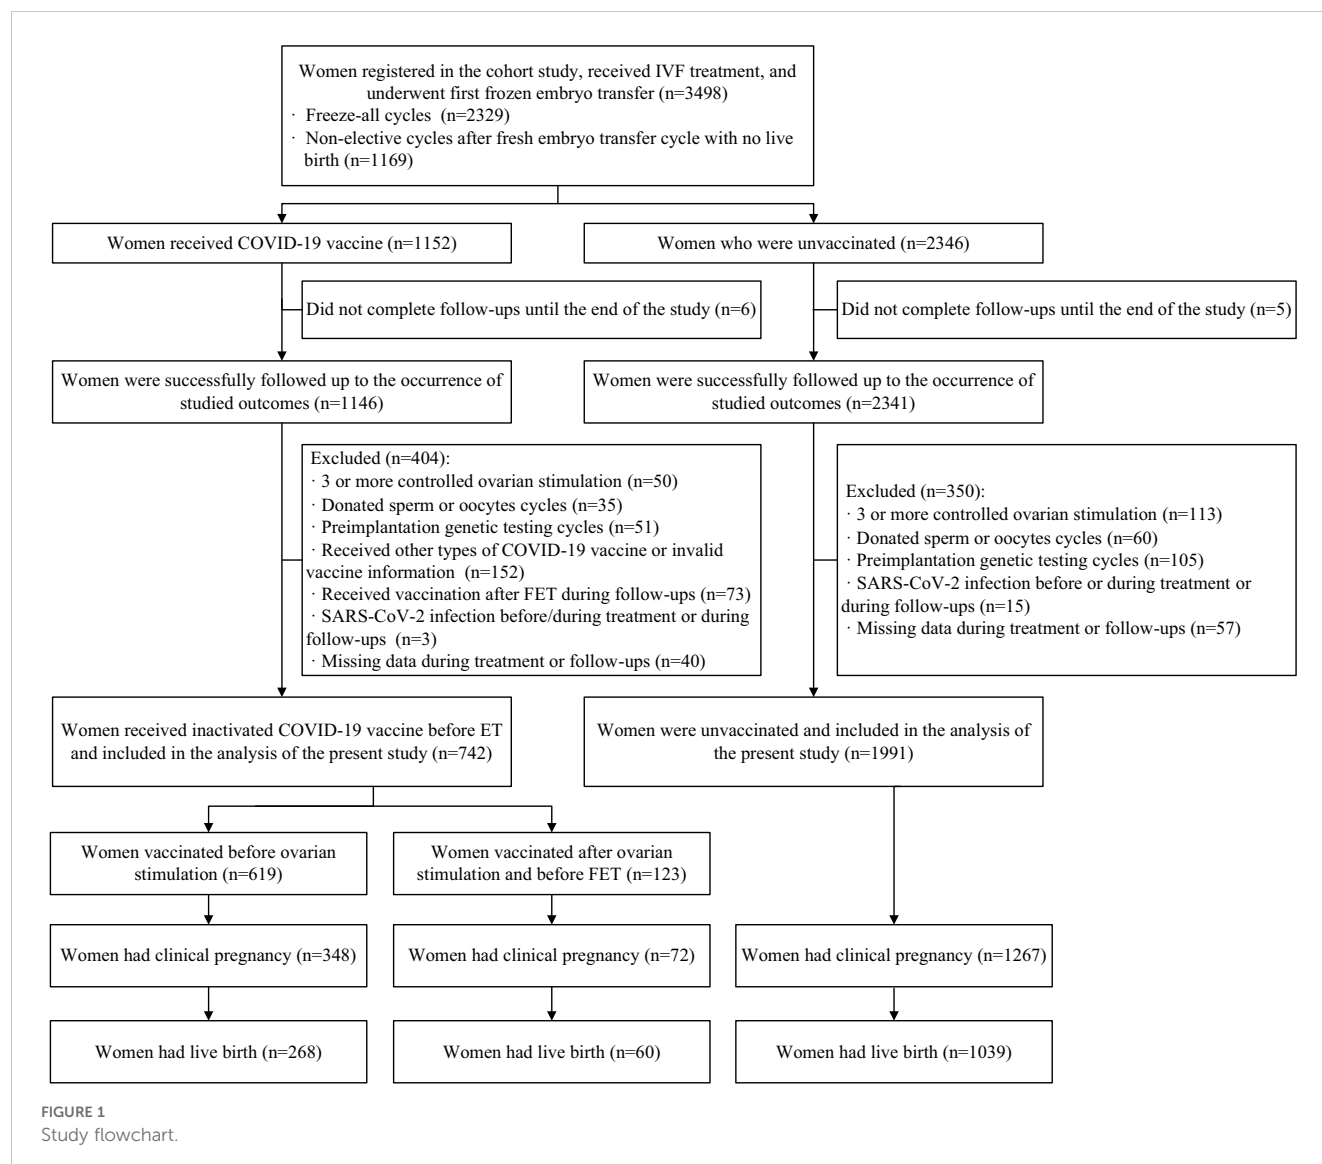 Women registered in the cohort study, received IVF treatment, and
underwent first frozen embryo transfer (n=3498)
· Freeze-all cycles (n=2329)
· Non-elective cycles after fresh embryo transfer cycle with no live
birth (n=1169)
Women received COVID-19 vaccine (n=1152)
Women who were unvaccinated (n=2346)
Did not complete follow-ups until the end of the study (n=6)
Did not complete follow-ups until the end of the study (n=5)
Women were successfully followed up to the occurrence of
studied outcomes (n=1146)
Women were successfully followed up to the occurrence of
studied outcomes (n=2341)
Excluded (n=404):
· 3 or more controlled ovarian stimulation (n=50)
· Donated sperm or oocytes cycles (n=35)
· Preimplantation genetic testing cycles (n=51)
· Received other types of COVID-19 vaccine or invalid
vaccine information (n=152)
· Received vaccination after FET during follow-ups (n=73)
· SARS-CoV-2 infection before/during treatment or during
follow-ups (n=3)
· Missing data during treatment or follow-ups (n=40)
Excluded (n=350):
· 3 or more controlled ovarian stimulation (n=113)
· Donated sperm or oocytes cycles (n=60)
· Preimplantation genetic testing cycles (n=105)
· SARS-CoV-2 infection before or during treatment or
during follow-ups (n=15)
· Missing data during treatment or follow-ups (n=57)
Women received inactivated COVID-19 vaccine before ET
and included in the analysis of the present study (n=742)
Women were unvaccinated and included in the analysis of
the present study (n=1991)
Women vaccinated before ovarian
stimulation (n=619)
Women vaccinated after ovarian
stimulation and before FET (n=123)
Women had clinical pregnancy (n=348)
Women had clinical pregnancy (n=72)
Women had clinical pregnancy (n=1267)
Women had live birth (n=268)
Women had live birth (n=60)
Women had live birth (n=1039)
FIGURE 1
Study flowchart.